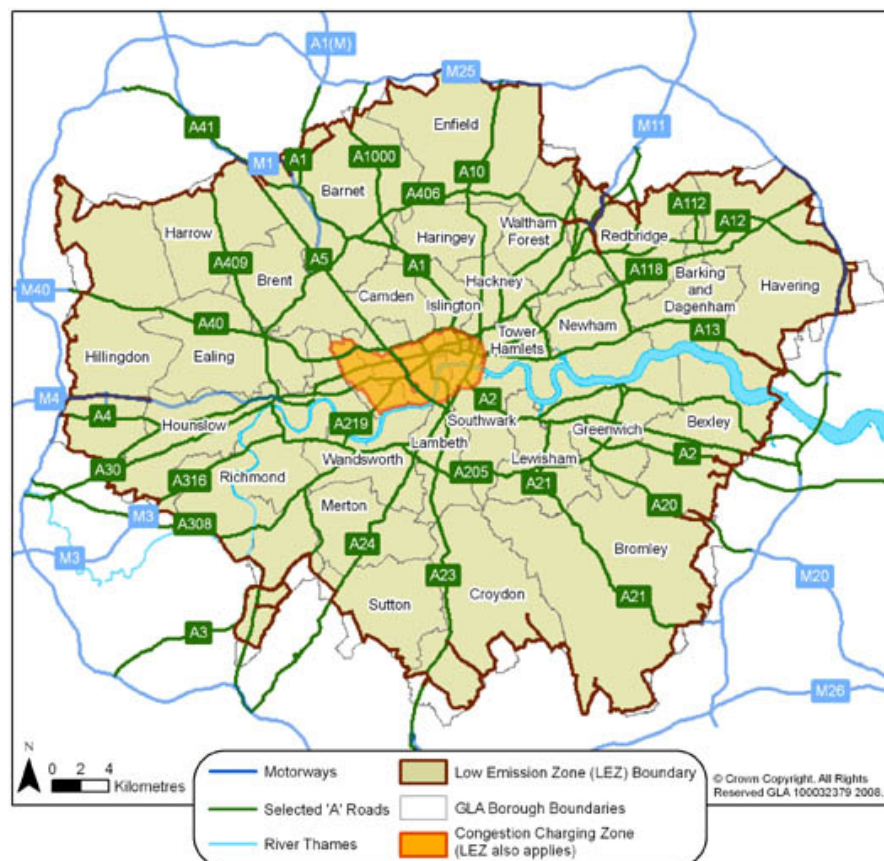 A1(M)
M25
A41
Enfield
M11
M1
A1
A1000
A10
Barnet
A406
A112
A12
Harrow
Haringey
Waltham
Forest
Redbridge
A409
A5
A1
Hackney
A118
Barking
and
Dagenham
Havering
M40
Brent
Camden
Islington
Newham
A40
Tower
Hamlets
A13
Hillingdon
Ealing
M4
A4
A2
Hounslow
A219
Southwark
Greenwich
Bexley
Lambeth
A30
A316
Richmond
Wandsworth
A205
Lewisham
A21
A2
Merton
A20
M3
A308
M3
A24
Bromley
A23
M20
Sutton
Croydon
A21
A3
M26
N
0 2 4
Kilometres
Motorways
Low Emission Zone (LEZ) Boundary
© Crown Copyright. All Rights
Reserved GLA 100032379 2008.
Selected 'A' Roads
GLA Borough Boundaries
River Thames
Congestion Charging Zone
(LEZ also applies)